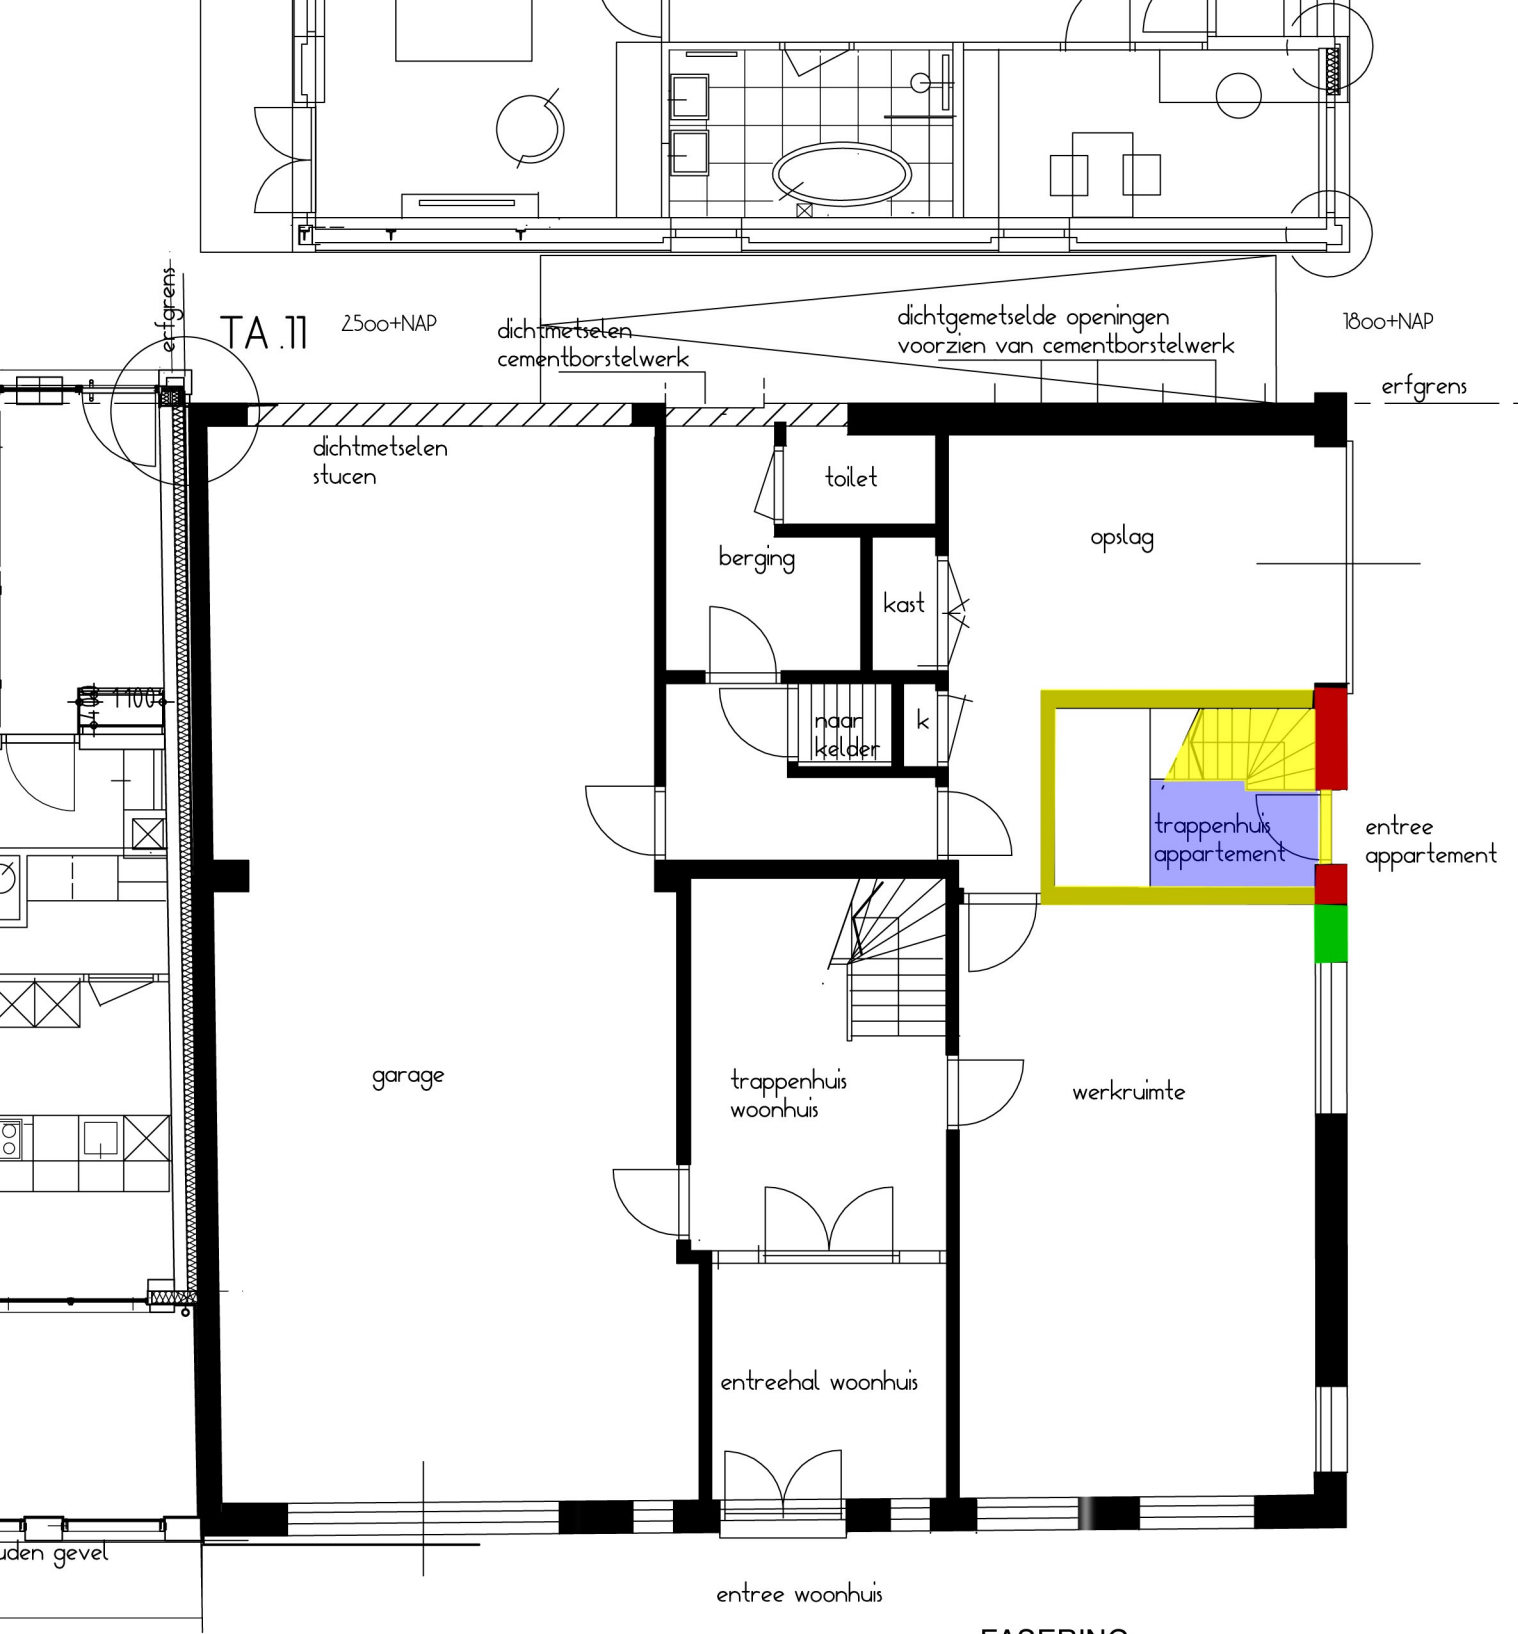 erfgrens
TA .11
2500+NAP
dichtmetselen
cementborstelwerk
dichtgemetselde openingen
voorzien van cementborstelwerk
1800+NAP
erfgrens
dichtmetselen
stucen
toilet
opslag
berging
kast
400
1100
naar
kelder
k
trappenhuis
appartement
entree
appartement
garage
trappenhuis
woonhuis
werkruimte
entreehal woonhuis
uden gevel
entree woonhuis
FASERING